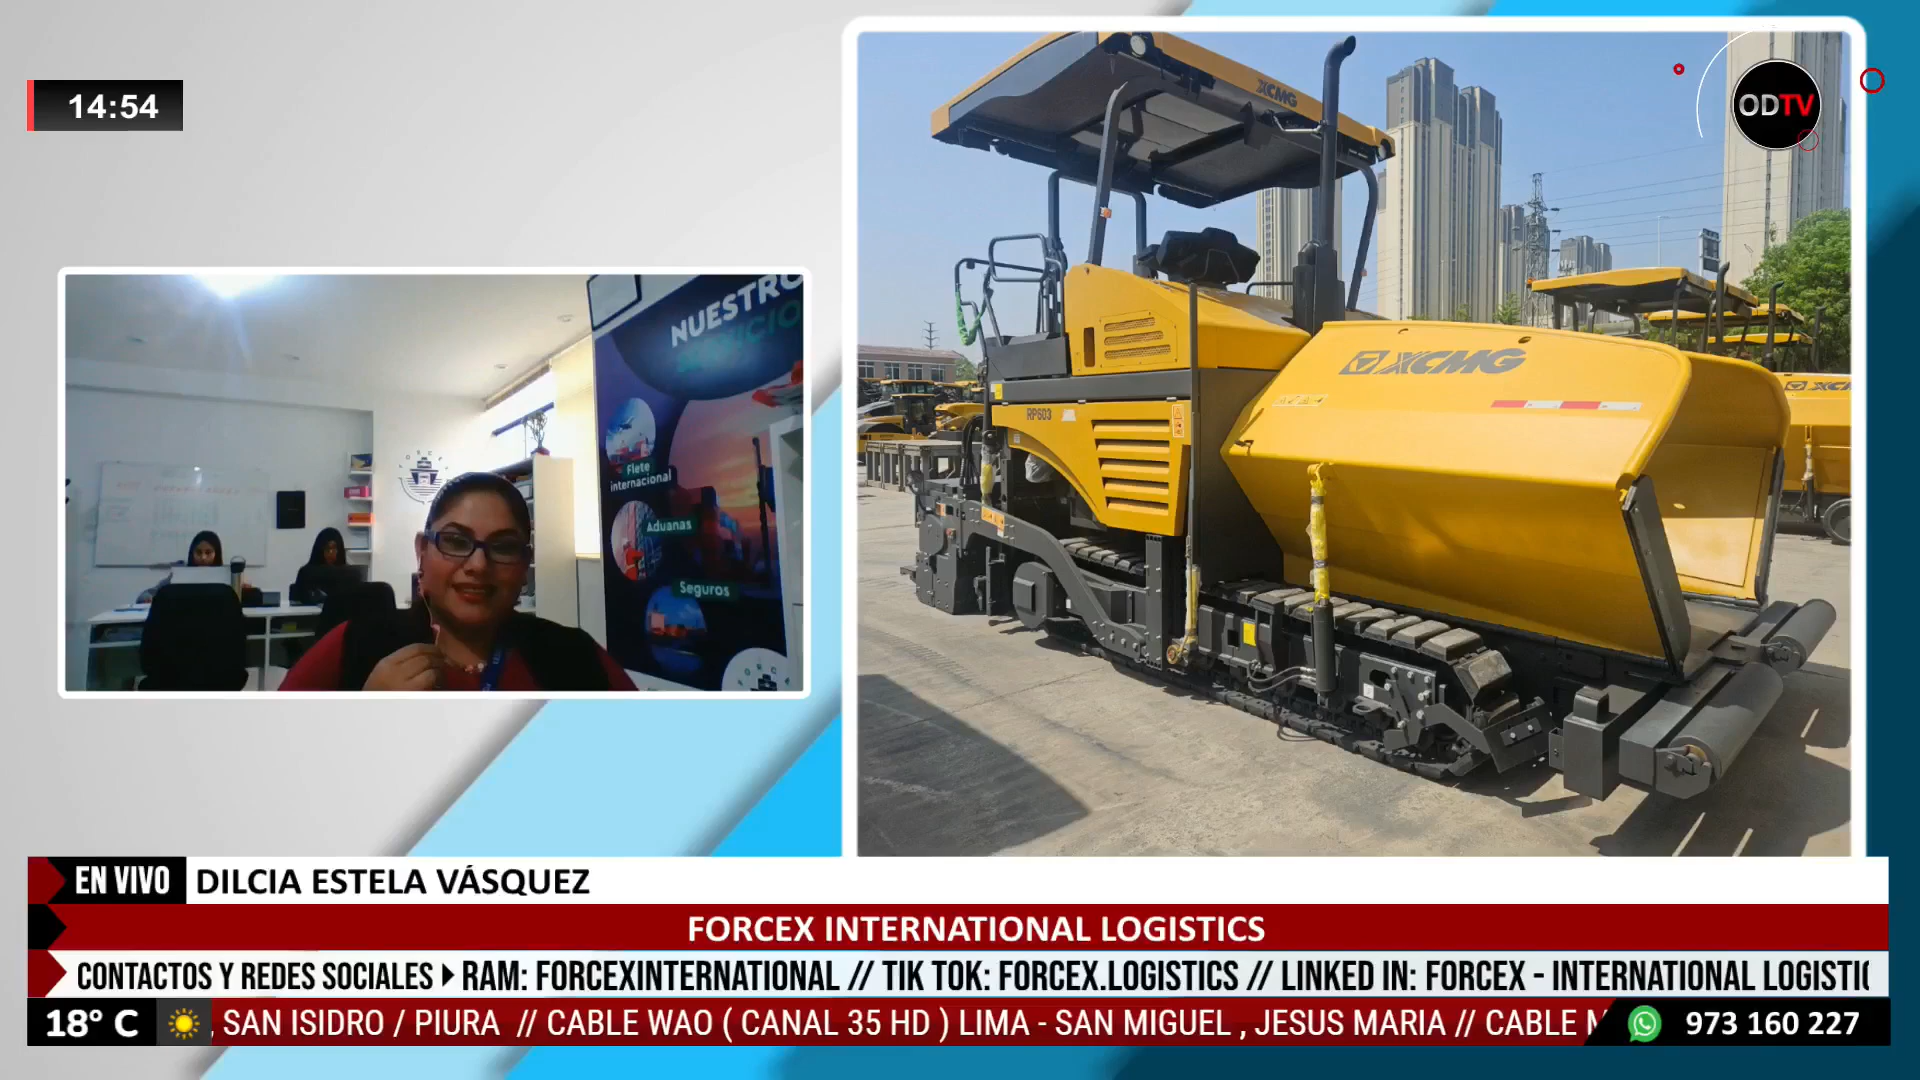 14:54
XCMG
ODTV
NUESTRO
Flete
internacional
Aduanas
Seguros
XCMG
RP603
EN VIVO
DILCIA ESTELA VÁSQUEZ
FORCEX INTERNATIONAL LOGISTICS
CONTACTOS Y REDES SOCIALES
RAM: FORCEXINTERNATIONAL // TIK TOK: FORCEX.LOGISTICS // LINKED IN: FORCEX - INTERNATIONAL LOGISTIC
18° C
, SAN ISIDRO / PIURA // CABLE WAO ( CANAL 35 HD ) LIMA - SAN MIGUEL , JESUS MARIA // CABLE
973 160 227